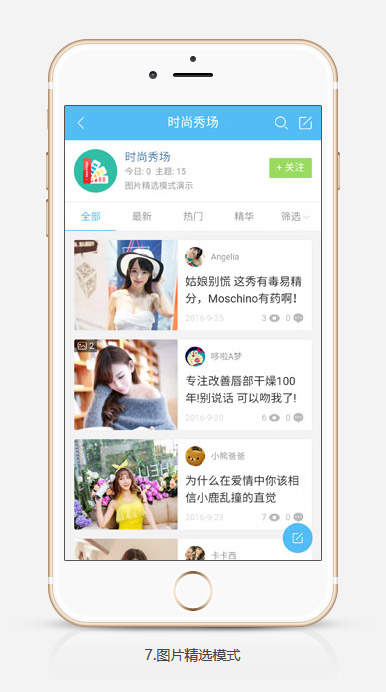 时尚秀场
时尚秀场
今日: 0 主题: 15
图片精选模式演示
+ 关注
全部 最新 热门 精华 筛选
Angelia
姑娘别慌 这秀有毒易精
分，Moschino有药啊！
2016-9-25 3 0
2
哆啦A梦
专注改善唇部干燥100
年!别说话 可以吻我了!
2016-9-20 6 0
小熊爸爸
为什么在爱情中你该相
信小鹿乱撞的直觉
2016-9-23 7 0
卡卡西
7.图片精选模式